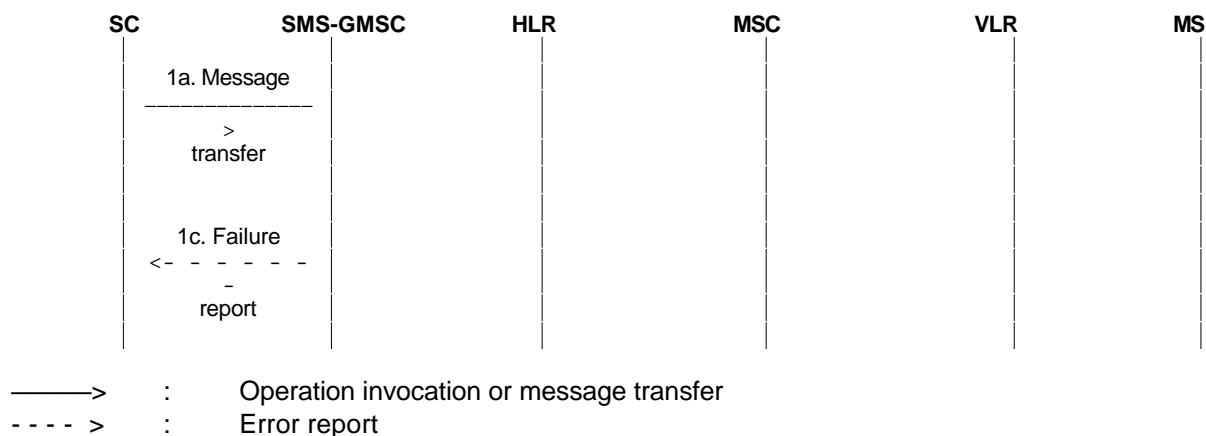 SC SMS-GMSC HLR MSC VLR MS
1a. Message
——————————————
>
transfer
1c. Failure
<- - - - - -
-
report
————> : Operation invocation or message transfer
- - - - > : Error report